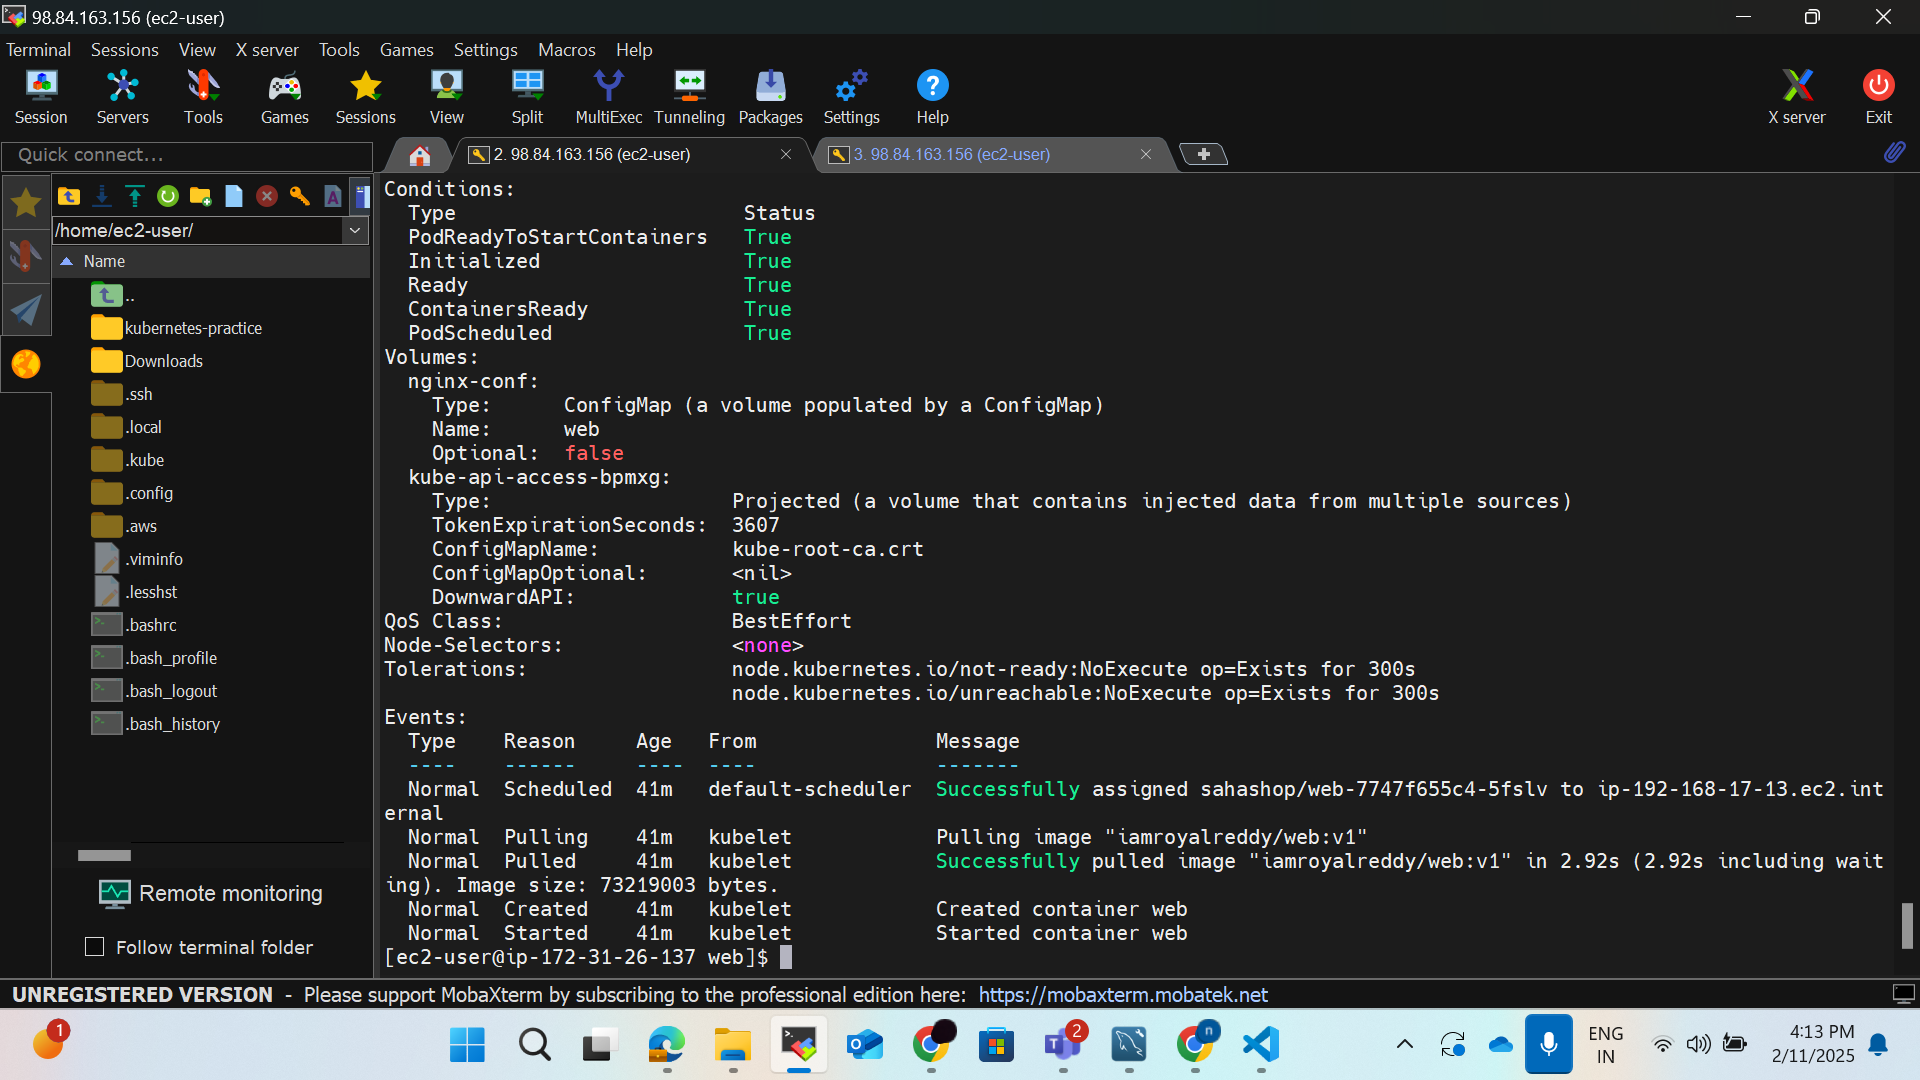 98.84.163.156 (ec2-user)
Terminal Sessions View X server Tools Games Settings Macros Help
Session Servers Tools Games Sessions View Split MultiExec Tunneling Packages Settings Help X server Exit
Quick connect...
2. 98.84.163.156 (ec2-user)
3. 98.84.163.156 (ec2-user)
/home/ec2-user/
Name
..
kubernetes-practice
Downloads
.ssh
.local
.kube
.config
.aws
.viminfo
.lesshst
.bashrc
.bash_profile
.bash_logout
.bash_history
Remote monitoring
Follow terminal folder
Conditions:
  Type                        Status
  PodReadyToStartContainers   True
  Initialized                 True
  Ready                       True
  ContainersReady             True
  PodScheduled                True
Volumes:
  nginx-conf:
    Type:      ConfigMap (a volume populated by a ConfigMap)
    Name:      web
    Optional:  false
  kube-api-access-bpmxg:
    Type:                    Projected (a volume that contains injected data from multiple sources)
    TokenExpirationSeconds:  3607
    ConfigMapName:           kube-root-ca.crt
    ConfigMapOptional:       <nil>
    DownwardAPI:             true
QoS Class:                   BestEffort
Node-Selectors:              <none>
Tolerations:                 node.kubernetes.io/not-ready:NoExecute op=Exists for 300s
                             node.kubernetes.io/unreachable:NoExecute op=Exists for 300s
Events:
  Type    Reason     Age   From               Message
  ----    ------     ----  ----               -------
  Normal  Scheduled  41m   default-scheduler  Successfully assigned sahashop/web-7747f655c4-5fslv to ip-192-168-17-13.ec2.int
ernal
  Normal  Pulling    41m   kubelet            Pulling image "iamroyalreddy/web:v1"
  Normal  Pulled     41m   kubelet            Successfully pulled image "iamroyalreddy/web:v1" in 2.92s (2.92s including wait
ing). Image size: 73219003 bytes.
  Normal  Created    41m   kubelet            Created container web
  Normal  Started    41m   kubelet            Started container web
[ec2-user@ip-172-31-26-137 web]$
UNREGISTERED VERSION - Please support MobaXterm by subscribing to the professional edition here: https://mobaxterm.mobatek.net
1
2
n
ENG
IN
4:13 PM
2/11/2025